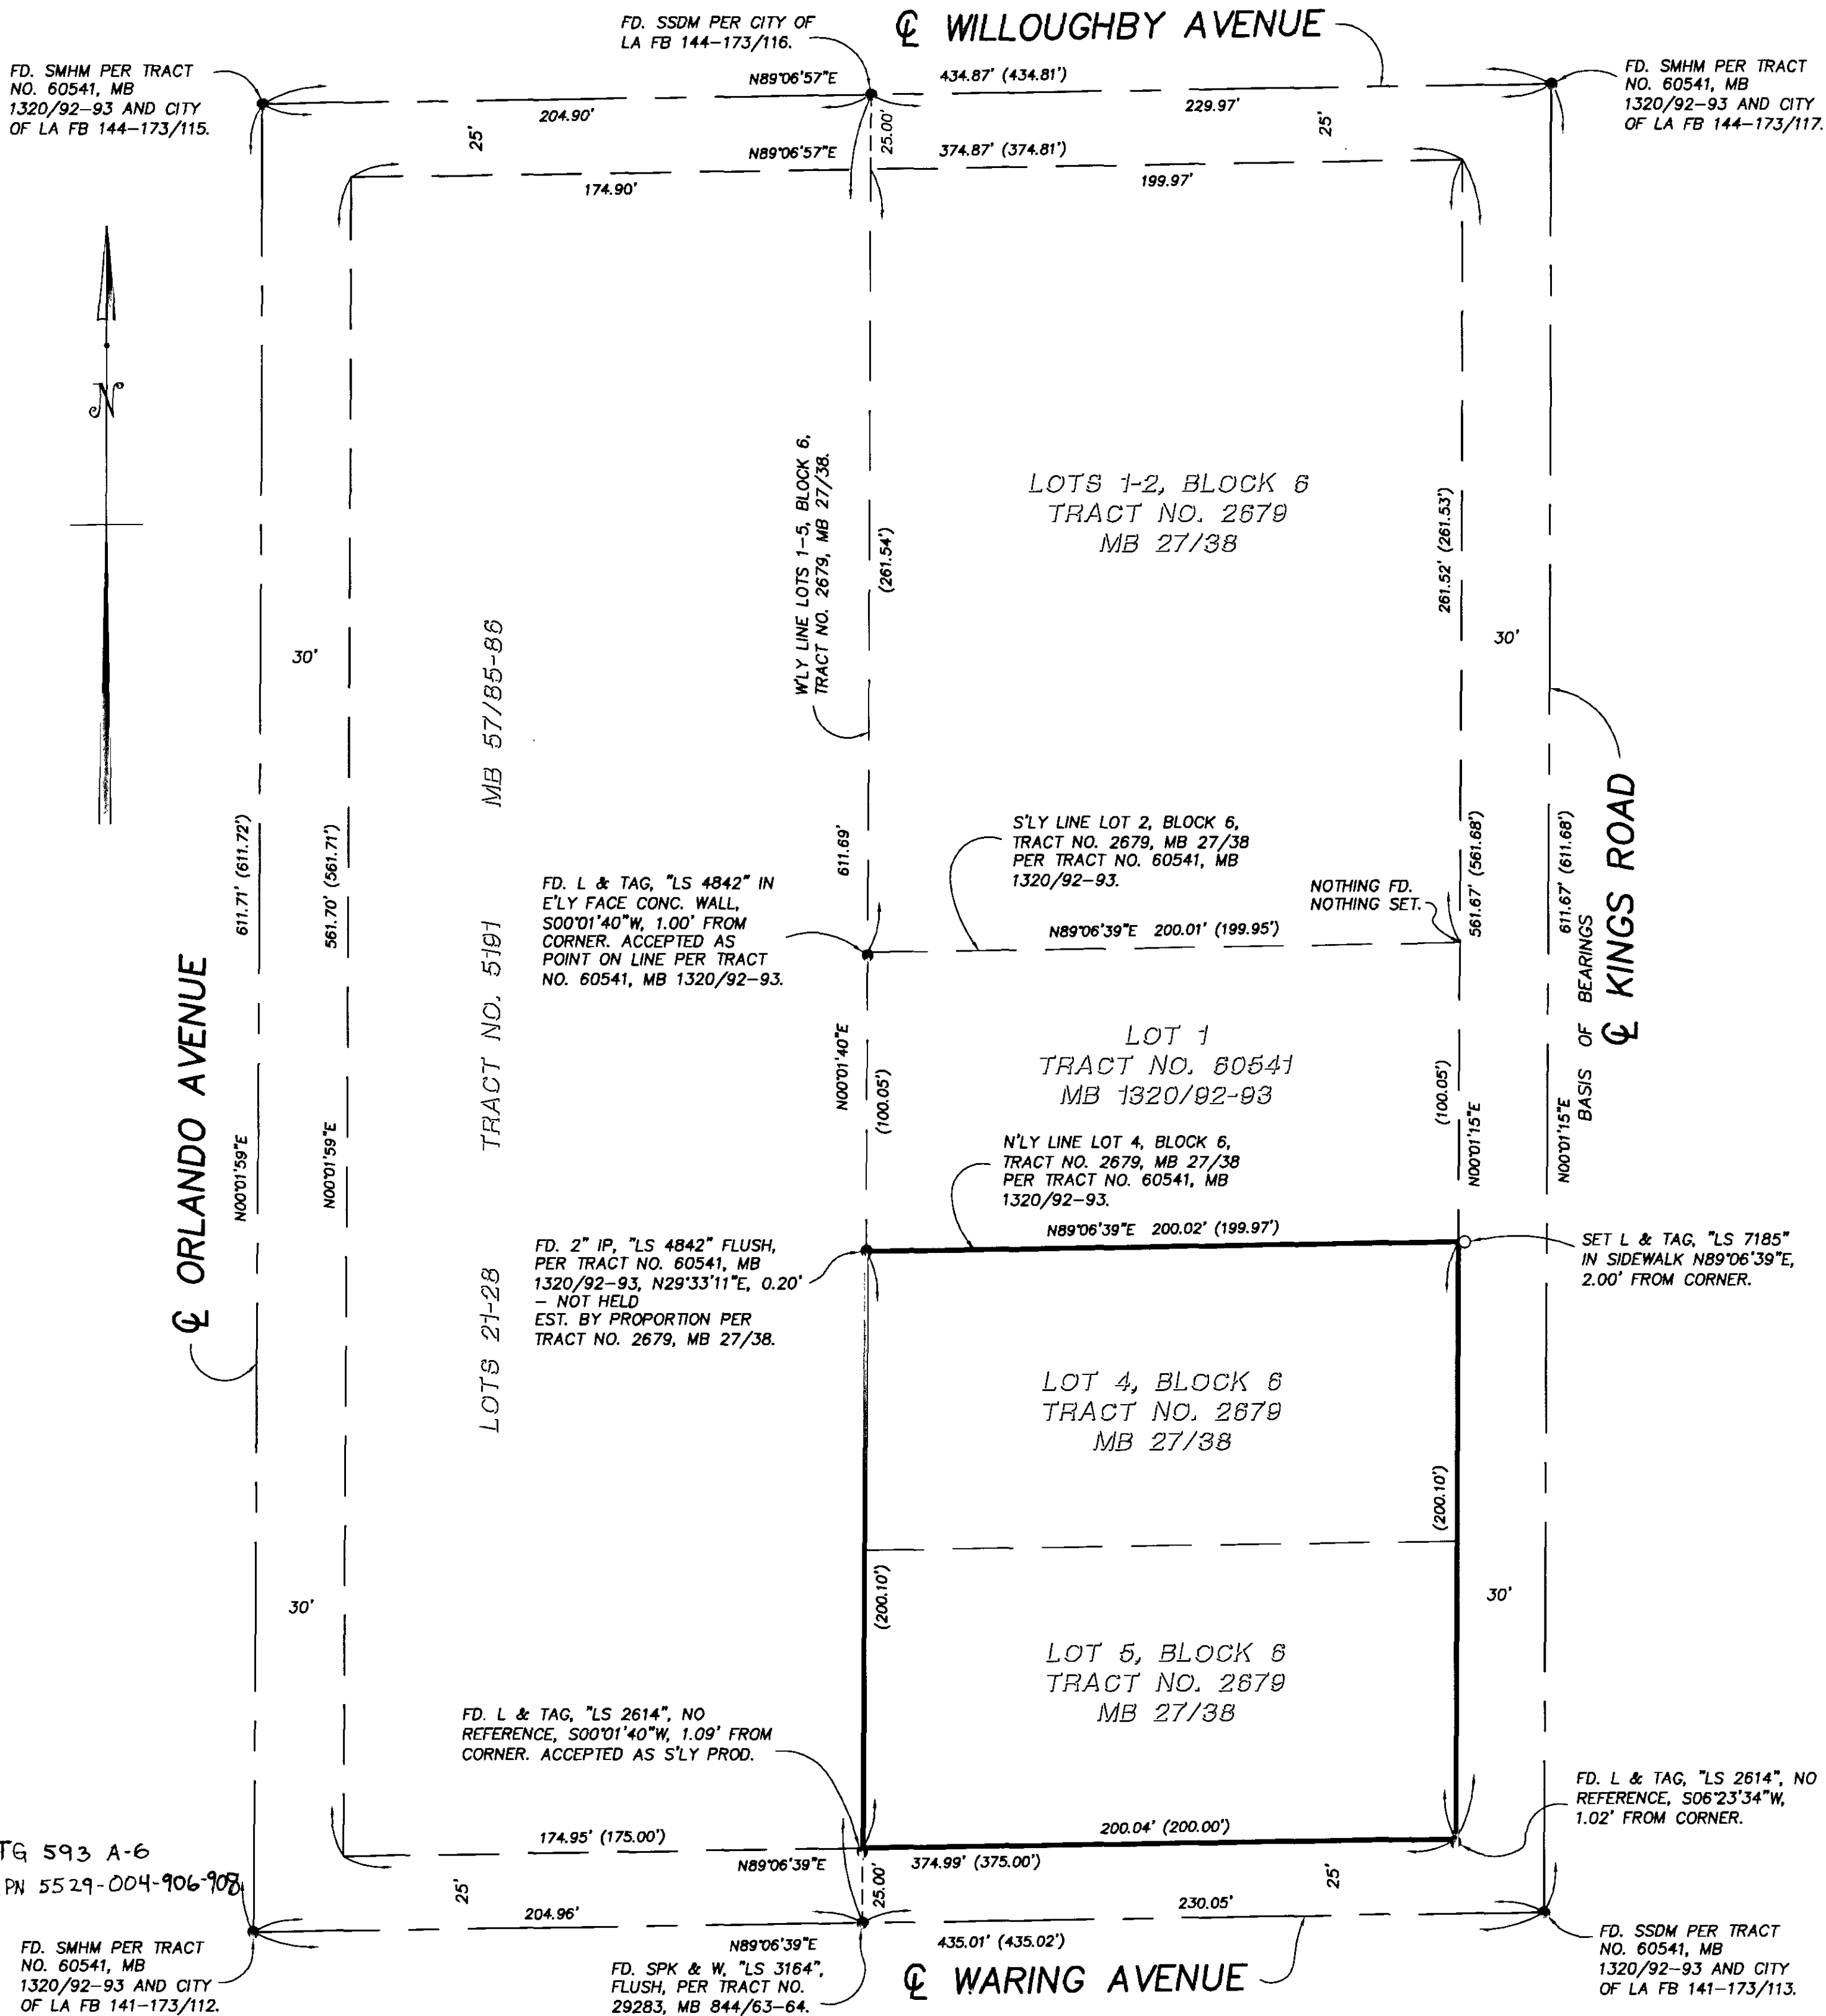 ℄ WILLOUGHBY AVENUE
FD. SSDM PER CITY OF
LA FB 144-173/116.
FD. SMHM PER TRACT
NO. 60541, MB
1320/92-93 AND CITY
OF LA FB 144-173/115.
FD. SMHM PER TRACT
NO. 60541, MB
1320/92-93 AND CITY
OF LA FB 144-173/117.
N89°06'57"E 434.87' (434.81')
204.90'
229.97'
25'
25.00'
25'
N89°06'57"E 374.87' (374.81')
174.90'
199.97'
N
W'LY LINE LOTS 1-5, BLOCK 6,
TRACT NO. 2679, MB 27/38.
(261.54')
LOTS 1-2, BLOCK 6
TRACT NO. 2679
MB 27/38
261.52' (261.53')
30'
30'
MB 57/85-86
TRACT NO. 5191
LOTS 21-28
611.71' (611.72')
561.70' (561.71')
611.69'
S'LY LINE LOT 2, BLOCK 6,
TRACT NO. 2679, MB 27/38
PER TRACT NO. 60541, MB
1320/92-93.
NOTHING FD.
NOTHING SET.
561.67' (561.68')
611.67' (611.68')
BASIS OF BEARINGS
℄ KINGS ROAD
FD. L & TAG, "LS 4842" IN
E'LY FACE CONC. WALL,
S00°01'40"W, 1.00' FROM
CORNER. ACCEPTED AS
POINT ON LINE PER TRACT
NO. 60541, MB 1320/92-93.
N89°06'39"E 200.01' (199.95')
℄ ORLANDO AVENUE
N00°01'59"E
N00°01'59"E
N00°01'40"E
(100.05')
LOT 1
TRACT NO. 60541
MB 1320/92-93
(100.05')
N00°01'15"E
N00°01'15"E
N'LY LINE LOT 4, BLOCK 6,
TRACT NO. 2679, MB 27/38
PER TRACT NO. 60541, MB
1320/92-93.
N89°06'39"E 200.02' (199.97')
FD. 2" IP, "LS 4842" FLUSH,
PER TRACT NO. 60541, MB
1320/92-93, N29°33'11"E, 0.20'
- NOT HELD
EST. BY PROPORTION PER
TRACT NO. 2679, MB 27/38.
SET L & TAG, "LS 7185"
IN SIDEWALK N89°06'39"E,
2.00' FROM CORNER.
LOT 4, BLOCK 6
TRACT NO. 2679
MB 27/38
(200.10')
(200.10')
30'
30'
LOT 5, BLOCK 6
TRACT NO. 2679
MB 27/38
FD. L & TAG, "LS 2614", NO
REFERENCE, S00°01'40"W, 1.09' FROM
CORNER. ACCEPTED AS S'LY PROD.
FD. L & TAG, "LS 2614", NO
REFERENCE, S06°23'34"W,
1.02' FROM CORNER.
174.95' (175.00')
200.04' (200.00')
N89°06'39"E 374.99' (375.00')
TG 593 A-6
PN 5529-004-906-908
25'
25.00'
25'
204.96'
230.05'
N89°06'39"E 435.01' (435.02')
FD. SMHM PER TRACT
NO. 60541, MB
1320/92-93 AND CITY
OF LA FB 141-173/112.
FD. SPK & W, "LS 3164",
FLUSH, PER TRACT NO.
29283, MB 844/63-64.
℄ WARING AVENUE
FD. SSDM PER TRACT
NO. 60541, MB
1320/92-93 AND CITY
OF LA FB 141-173/113.